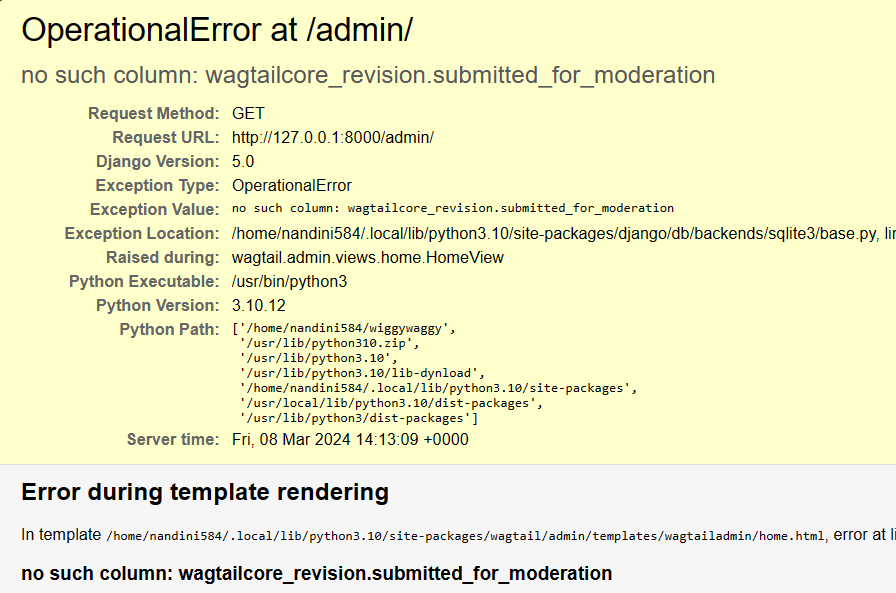 OperationalError at /admin/
no such column: wagtailcore_revision.submitted_for_moderation
Request Method: GET
Request URL: http://127.0.0.1:8000/admin/
Django Version: 5.0
Exception Type: OperationalError
Exception Value: no such column: wagtailcore_revision.submitted_for_moderation
Exception Location: /home/nandini584/.local/lib/python3.10/site-packages/django/db/backends/sqlite3/base.py,
Raised during: wagtail.admin.views.home.HomeView
Python Executable: /usr/bin/python3
Python Version: 3.10.12
Python Path: ['/home/nandini584/wiggywaggy',
'/usr/lib/python310.zip',
'/usr/lib/python3.10',
'/usr/lib/python3.10/lib-dynload',
'/home/nandini584/.local/lib/python3.10/site-packages',
'/usr/local/lib/python3.10/dist-packages',
'/usr/lib/python3/dist-packages']
Server time: Fri, 08 Mar 2024 14:13:09 +0000
Error during template rendering
In template /home/nandini584/.local/lib/python3.10/site-packages/wagtail/admin/templates/wagtailadmin/home.html, error at
no such column: wagtailcore_revision.submitted_for_moderation